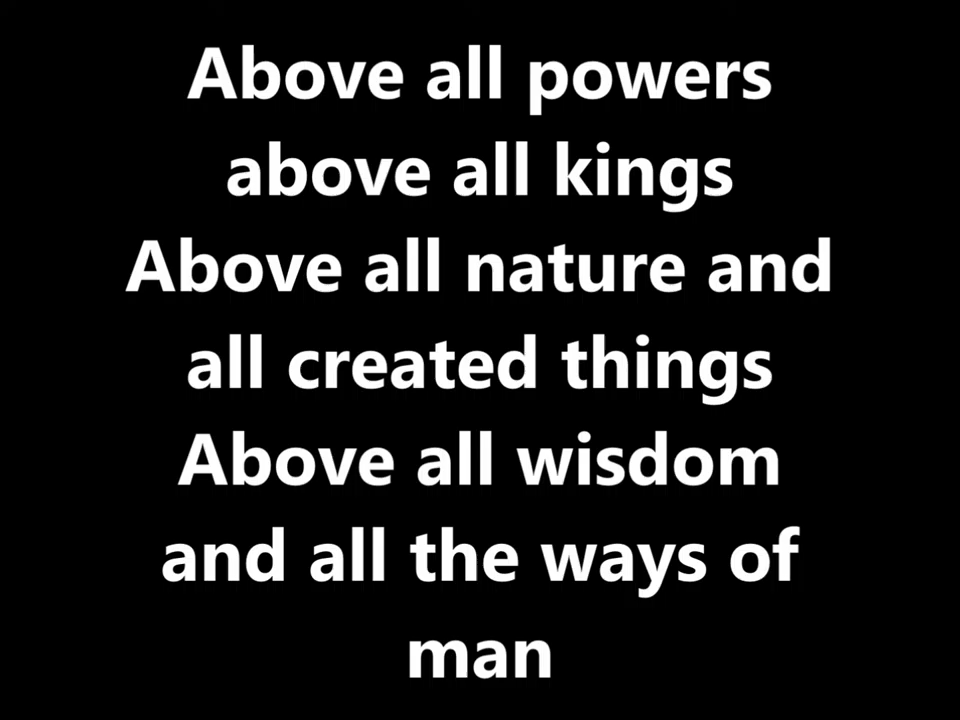 Above all powers
above all kings
Above all nature and
all created things
Above all wisdom
and all the ways of
man